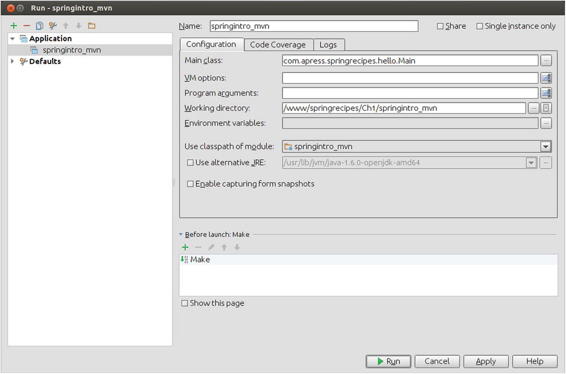 Run - springintro_mvn
Application
springintro_mvn
Defaults
Name: springintro_mvn
Share
Single instance only
Configuration
Code Coverage
Logs
Main class: com.apress.springrecipes.hello.Main
VM options:
Program arguments:
Working directory: /www/springrecipes/Ch1/springintro_mvn
Environment variables:
Use classpath of module: springintro_mvn
Use alternative JRE: /usr/lib/jvm/java-1.6.0-openjdk-amd64
Enable capturing form snapshots
Before launch: Make
Make
Show this page
Run
Cancel
Apply
Help